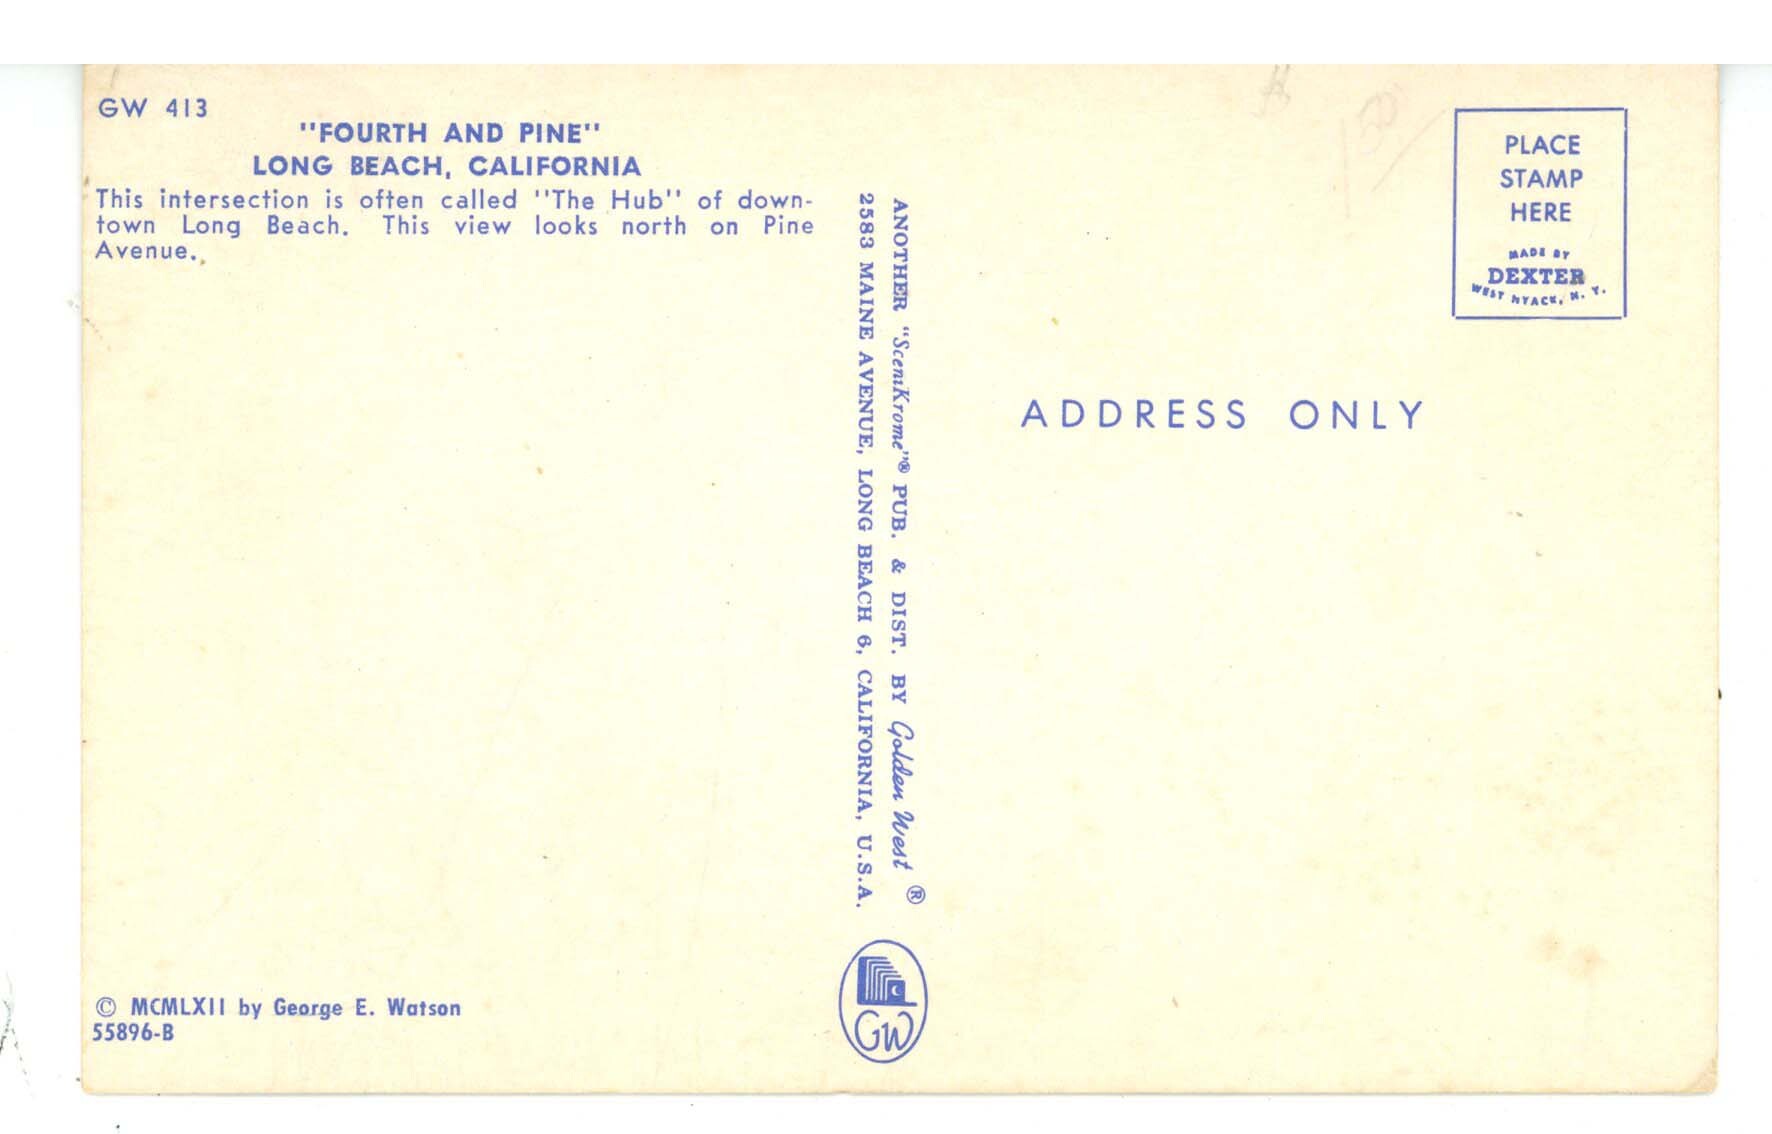 GW 413
"FOURTH AND PINE"
LONG BEACH, CALIFORNIA
This intersection is often called "The Hub" of down-
town Long Beach. This view looks north on Pine
Avenue.
© MCMLXII by George E. Watson
55896-B
ANOTHER "SceniKrome"® PUB. & DIST. BY Golden West ®
2583 MAINE AVENUE, LONG BEACH 6, CALIFORNIA, U.S.A.
GW
PLACE
STAMP
HERE
MADE BY
DEXTER
WEST NYACK, N. Y.
ADDRESS ONLY